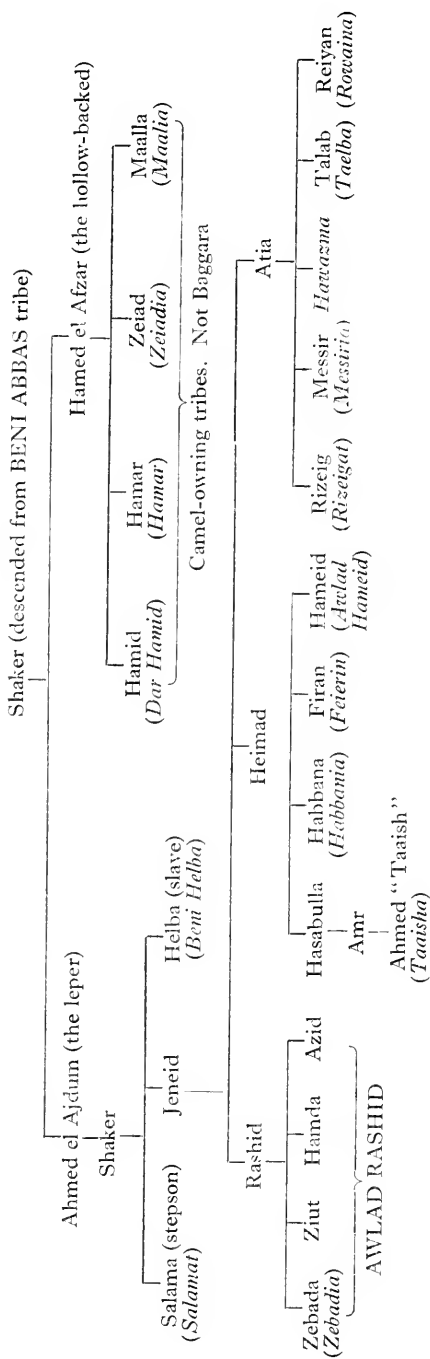 Shaker (descended from BENI ABBAS tribe)
Ahmed el Ajdum (the leper)
Hamed el Afzar (the hollow-backed)
Shaker
Hamid
(Dar Hamid)
Hamar
(Hamar)
Zeiad
(Zeiadia)
Maalla
(Maalia)
Camel-owning tribes. Not Baggara
Salama (stepson)
(Salamat)
Jeneid
Helba (slave)
(Beni Helba)
Rashid
Heimad
Atia
Zebada
(Zebadia)
Ziut
Hamda
Azid
AWLAD RASHID
Hasabulla
Habbana
(Habbania)
Firan
(Feierin)
Hameid
(Awlad
Hameid)
Amr
Ahmed "Taaish"
(Taaisha)
Rizeig
(Rizeigat)
Messir
(Messiria)
Hawazma
Talab
(Taelba)
Reiyan
(Rowaina)